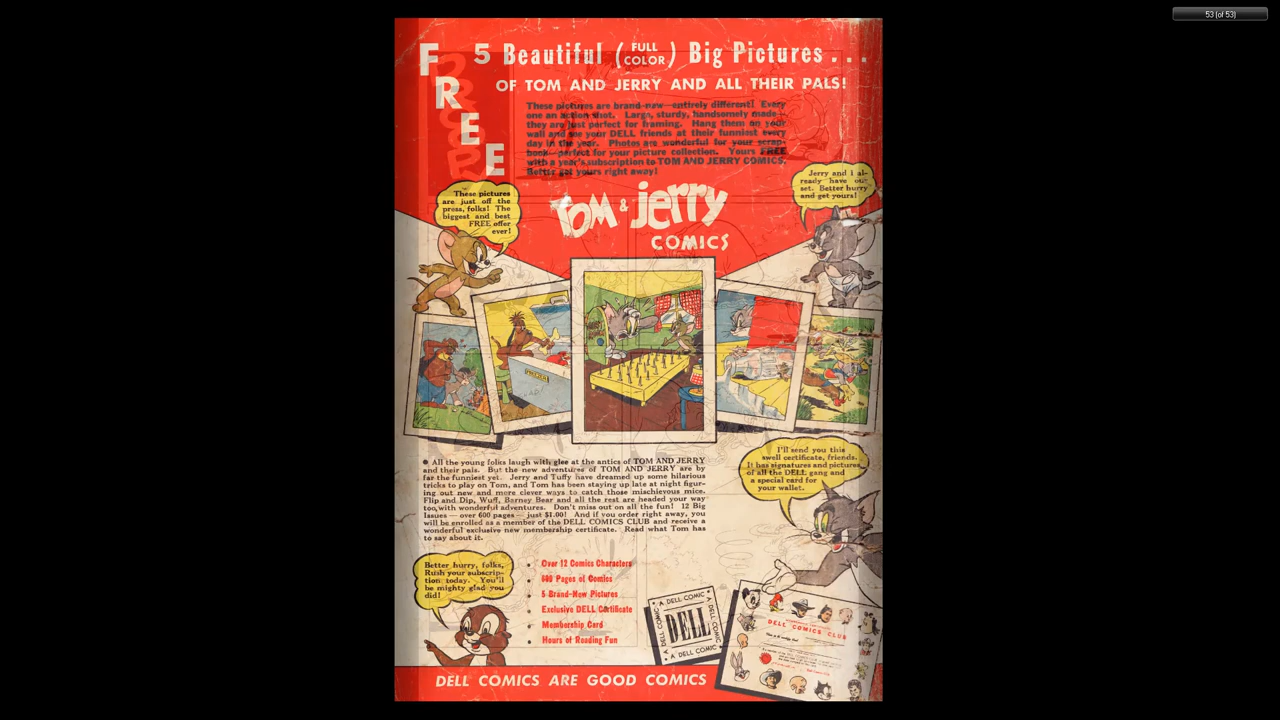 53 (of 53)
FREE
5 Beautiful (FULL COLOR) Big Pictures...
OF TOM AND JERRY AND ALL THEIR PALS!
These pictures are brand-new entirely different! Every
one an action shot. Large, sturdy, handsomely made
they are just perfect for framing. Hang them on your
wall and see your DELL friends at their funniest every
day in the year. Photos are wonderful for your scrap-
book perfect for your picture collection. Yours FREE
with a year's subscription to TOM AND JERRY COMICS.
Better get yours right away!
These pictures
are just off the
press, folks! The
biggest and best
FREE offer
ever!
Jerry and I al-
ready have our
set. Better hurry
and get yours!
TOM & Jerry
COMICS
● All the young folks laugh with glee at the antics of TOM AND JERRY
and their pals. But the new adventures of TOM AND JERRY are by
far the funniest yet. Jerry and Tuffy have dreamed up some hilarious
tricks to play on Tom, and Tom has been staying up late at night figur-
ing out new and more clever ways to catch those mischievous mice.
Flip and Dip, Wuff, Barney Bear and all the rest are headed your way
too, with wonderful adventures. Don't miss out on all the fun! 12 Big
Issues — over 600 pages — just $1.00! And if you order right away, you
will be enrolled as a member of the DELL COMICS CLUB and receive a
wonderful exclusive new membership certificate. Read what Tom has
to say about it.
I'll send you this
swell certificate, friends.
It has signatures and pictures
of all the DELL gang and
a special card for
your wallet.
Better hurry, folks,
Rush your subscrip-
tion today. You'll
be mighty glad you
did!
Over 12 Comics Characters
600 Pages of Comics
5 Brand-New Pictures
Exclusive DELL Certificate
Membership Card
Hours of Reading Fun
A DELL COMIC
A DELL COMIC
A DELL COMIC
A DELL COMIC
DELL
DELL COMICS CLUB
DELL COMICS ARE GOOD COMICS